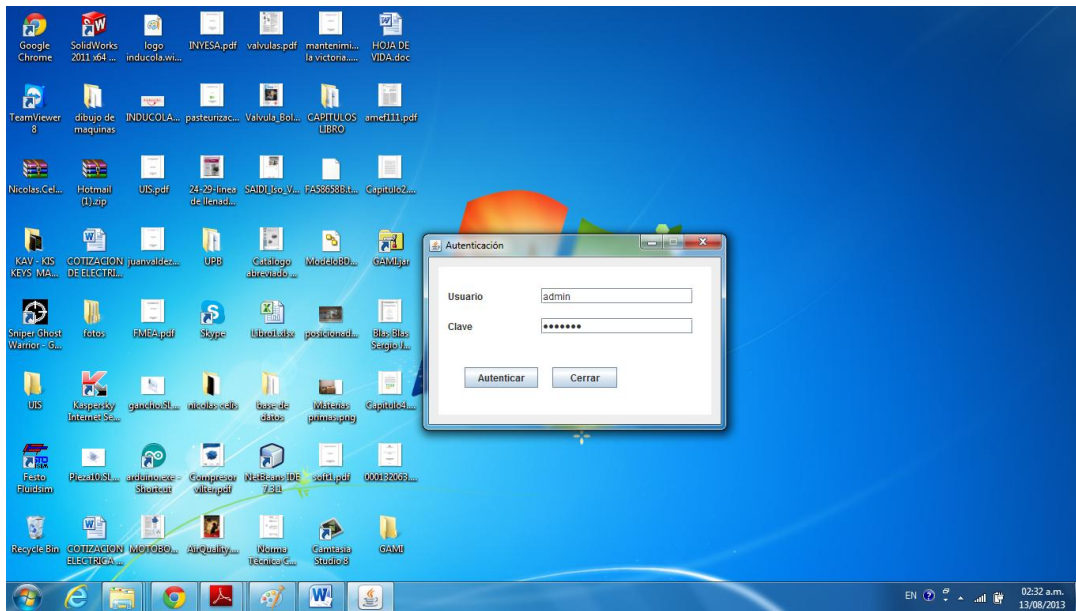 Google
Chrome
SolidWorks
2011 x64 ...
logo
inducola.wi...
INYESA.pdf
valvulas.pdf
mantenimi...
la victoria....
HOJA DE
VIDA.doc
TeamViewer
8
dibujo de
maquinas
INDUCOLA...
pasteurizac...
Valvula_Bol...
CAPITULOS
LIBRO
amef111.pdf
Nicolas.Cel...
Hotmail
(1).zip
UIS.pdf
24-29-linea
de llenad...
SAIDI_Iso_V...
FA58658B.t...
Capitulo2....
KAV - KIS
KEYS MA...
COTIZACION
DE ELECTRI...
juanvaldez...
UPB
Catalogo
abreviado ...
ModeloBD...
GAMI.jar
Sniper Ghost
Warrior - G...
fotos
FMEA.pdf
Skype
Libro1.xlsx
posicionad...
Blas Blas
Sergio J...
UIS
Kaspersky
Internet Se...
gancho.SL...
nicolas celis
base de
datos
Materias
primas.png
Capitulo4....
Festo
Fluidsim
Pieza10.SL...
arduino.exe -
Shortcut
Compresor
vilter.pdf
NetBeans IDE
7.3.1
soft1.pdf
000132063....
Recycle Bin
COTIZACION
ELECTRICA ...
MOTOBO...
AirQuality....
Norma
Técnica C...
Camtasia
Studio 8
GAMI
Autenticación
Usuario
admin
Clave
•••••••
Autenticar
Cerrar
EN
02:32 a.m.
13/08/2013